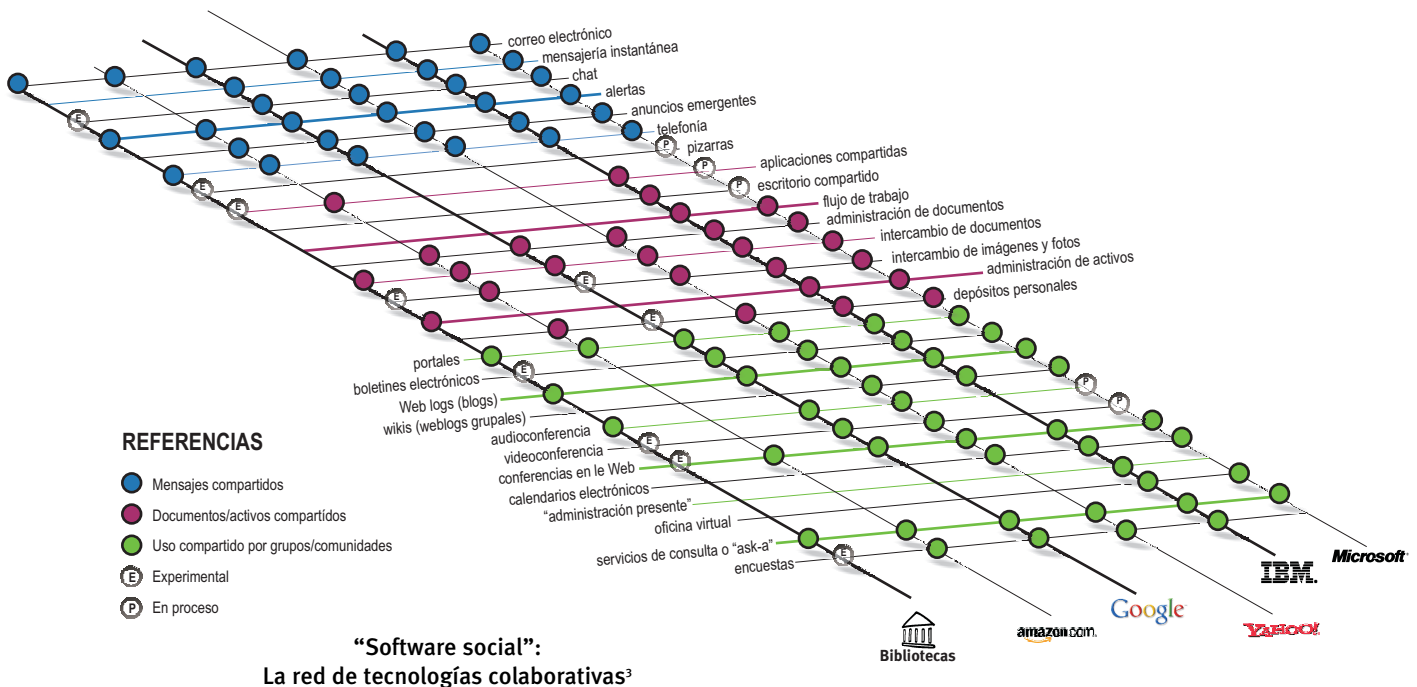 correo electrónico
mensajería instantánea
chat
alertas
anuncios emergentes
telefonía
pizarras
aplicaciones compartidas
escritorio compartido
flujo de trabajo
administración de documentos
intercambio de documentos
intercambio de imágenes y fotos
administración de activos
depósitos personales
portales
boletines electrónicos
Web logs (blogs)
wikis (weblogs grupales)
audioconferencia
videoconferencia
conferencias en le Web
calendarios electrónicos
“administración presente”
oficina virtual
servicios de consulta o “ask-a”
encuestas
E
E
E
E
E
E
E
E
E
E
E
P
P
P
P
P
REFERENCIAS
Mensajes compartidos
Documentos/activos compartídos
Uso compartido por grupos/comunidades
E Experimental
P En proceso
Bibliotecas
amazon.com.
Google
YAHOO!
IBM.
Microsoft
“Software social”:
La red de tecnologías colaborativas³